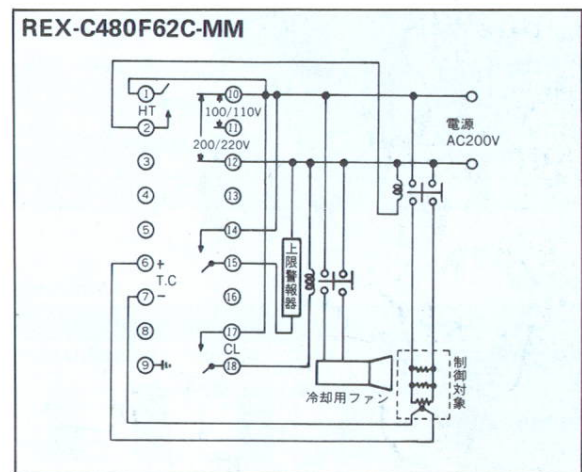 REX-C480F62C-MM
① ⑩
HT 100/110V
② ⑪
200/220V
③ ⑫
④ ⑬
⑤ ⑭
⑥ + ⑮
T.C
⑦ − ⑯
⑧ ⑰
CL
⑨ ⑱
電源
AC200V
上限警報器
冷却用ファン
制御対象